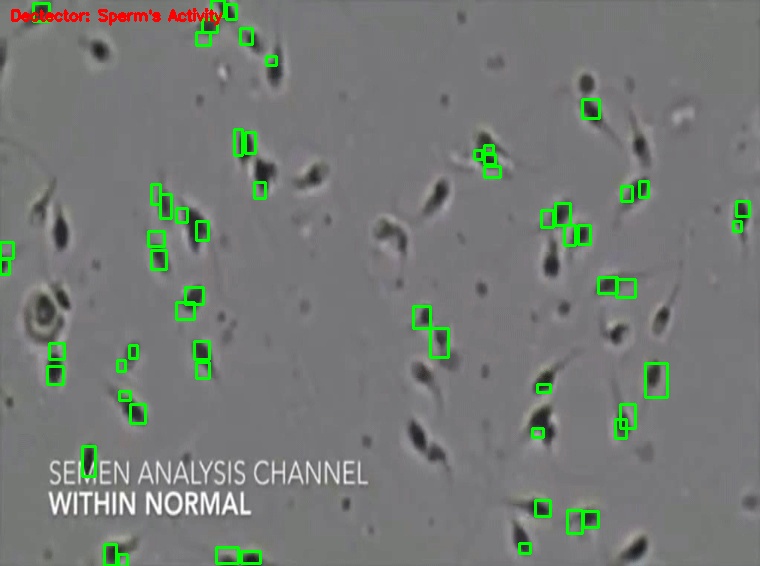 Dectector: Sperm's Activity
SEMEN ANALYSIS CHANNEL
WITHIN NORMAL